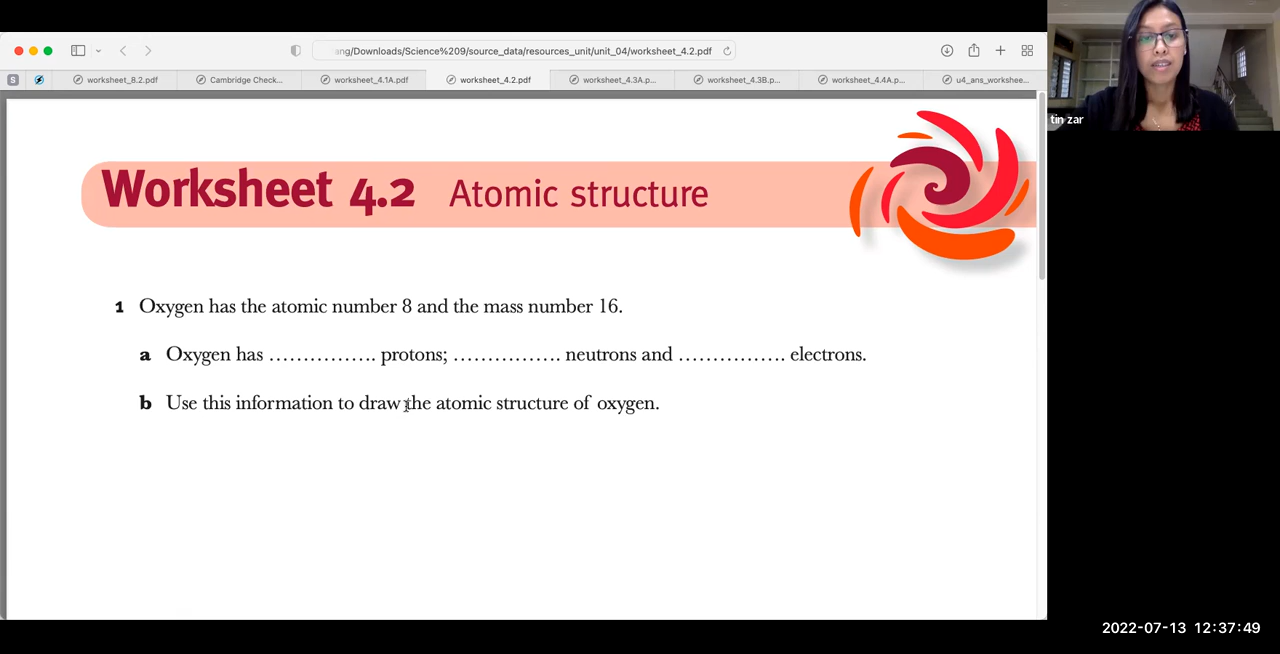 ang/Downloads/Science%209/source_data/resources_unit/unit_04/worksheet_4.2.pdf
S
worksheet_8.2.pdf
Cambridge Check...
worksheet_4.1A.pdf
worksheet_4.2.pdf
worksheet_4.3A.p...
worksheet_4.3B.p...
worksheet_4.4A.p...
u4_ans_workshee...
tin zar
Worksheet 4.2 Atomic structure
1 Oxygen has the atomic number 8 and the mass number 16.
a Oxygen has ................ protons; ................ neutrons and ................ electrons.
b Use this information to draw the atomic structure of oxygen.
2022-07-13 12:37:49